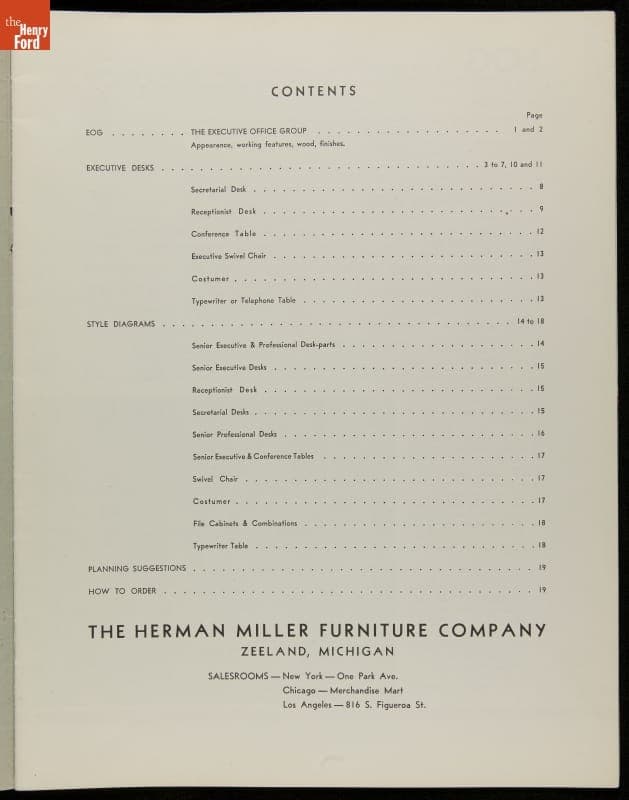 the
Henry
Ford
CONTENTS
Page
EOG . . . . . . . . THE EXECUTIVE OFFICE GROUP . . . . . . . . . . . . . . . . . . . 1 and 2
Appearance, working features, wood, finishes.
EXECUTIVE DESKS . . . . . . . . . . . . . . . . . . . . . . . . . . . . . . . . 3 to 7, 10 and 11
Secretarial Desk . . . . . . . . . . . . . . . . . . . . . . . . . . . . . 8
Receptionist Desk . . . . . . . . . . . . . . . . . . . . . . . . . . . . 9
Conference Table . . . . . . . . . . . . . . . . . . . . . . . . . . . . 12
Executive Swivel Chair . . . . . . . . . . . . . . . . . . . . . . . . . . . 13
Costumer . . . . . . . . . . . . . . . . . . . . . . . . . . . . . . . 13
Typewriter or Telephone Table . . . . . . . . . . . . . . . . . . . . . . . . 13
STYLE DIAGRAMS . . . . . . . . . . . . . . . . . . . . . . . . . . . . . . . . . . . 14 to 18
Senior Executive & Professional Desk-parts . . . . . . . . . . . . . . . . . . . . 14
Senior Executive Desks . . . . . . . . . . . . . . . . . . . . . . . . . . . 15
Receptionist Desk . . . . . . . . . . . . . . . . . . . . . . . . . . . . 15
Secretarial Desks . . . . . . . . . . . . . . . . . . . . . . . . . . . . . 15
Senior Professional Desks . . . . . . . . . . . . . . . . . . . . . . . . . . 16
Senior Executive & Conference Tables . . . . . . . . . . . . . . . . . . . . . . 17
Swivel Chair . . . . . . . . . . . . . . . . . . . . . . . . . . . . . . 17
Costumer . . . . . . . . . . . . . . . . . . . . . . . . . . . . . . . 17
File Cabinets & Combinations . . . . . . . . . . . . . . . . . . . . . . . . 18
Typewriter Table . . . . . . . . . . . . . . . . . . . . . . . . . . . . . 18
PLANNING SUGGESTIONS . . . . . . . . . . . . . . . . . . . . . . . . . . . . . . . . . . . 19
HOW TO ORDER . . . . . . . . . . . . . . . . . . . . . . . . . . . . . . . . . . . . . . 19
THE HERMAN MILLER FURNITURE COMPANY
ZEELAND, MICHIGAN
SALESROOMS — New York — One Park Ave.
Chicago — Merchandise Mart
Los Angeles — 816 S. Figueroa St.